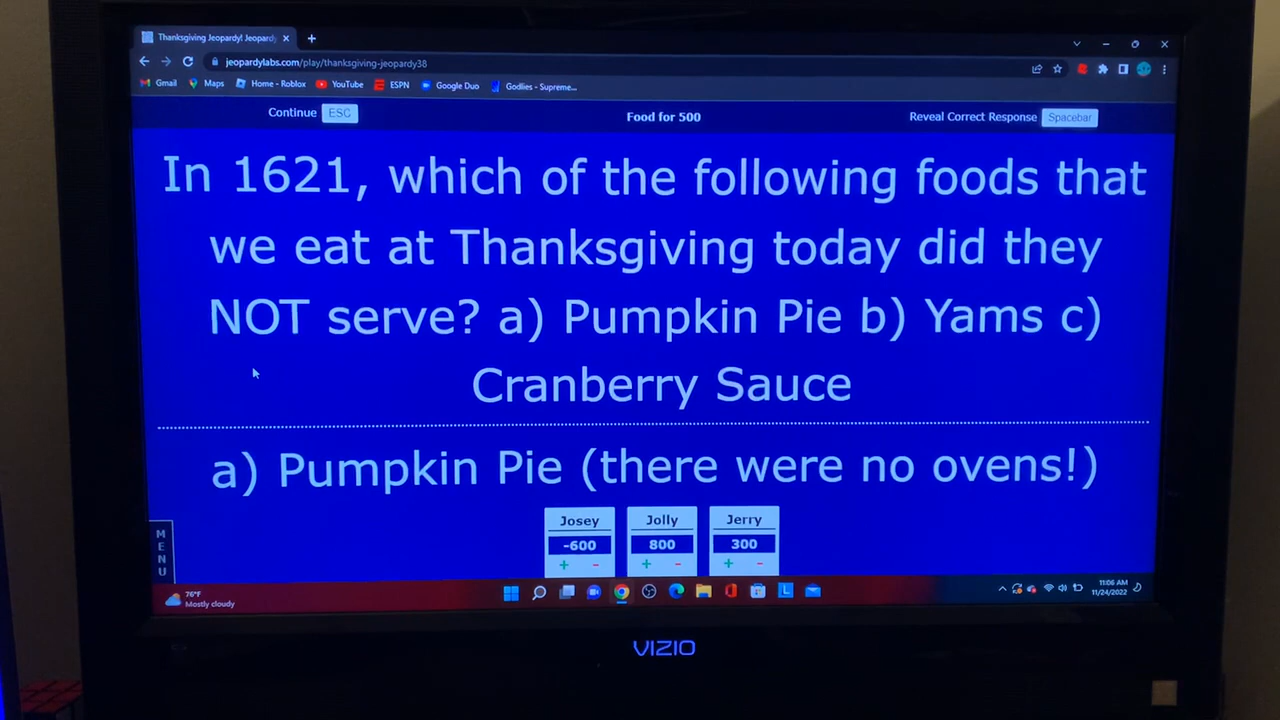 Thanksgiving Jeopardy! Jeopardy
jeopardylabs.com/play/thanksgiving-jeopardy38
Gmail Maps Home - Roblox YouTube ESPN Google Duo Godlies - Supreme...
Continue ESC Food for 500 Reveal Correct Response Spacebar
In 1621, which of the following foods that
we eat at Thanksgiving today did they
NOT serve? a) Pumpkin Pie b) Yams c)
Cranberry Sauce
a) Pumpkin Pie (there were no ovens!)
MENU
Josey Jolly Jerry
-600 800 300
+ - + - + -
76°F
Mostly cloudy
11:06 AM
11/24/2022
VIZIO